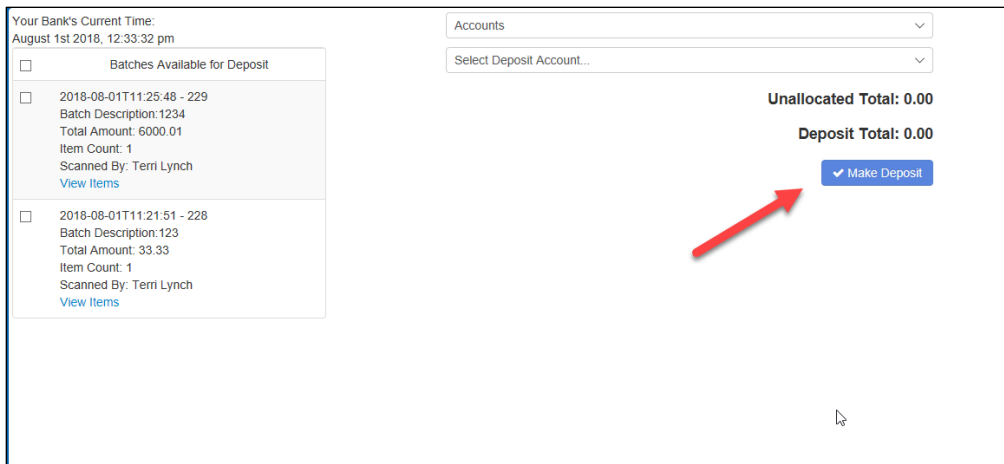 Your Bank's Current Time:
August 1st 2018, 12:33:32 pm
Batches Available for Deposit
2018-08-01T11:25:48 - 229
Batch Description:1234
Total Amount: 6000.01
Item Count: 1
Scanned By: Terri Lynch
View Items
2018-08-01T11:21:51 - 228
Batch Description:123
Total Amount: 33.33
Item Count: 1
Scanned By: Terri Lynch
View Items
Accounts
Select Deposit Account...
Unallocated Total: 0.00
Deposit Total: 0.00
Make Deposit